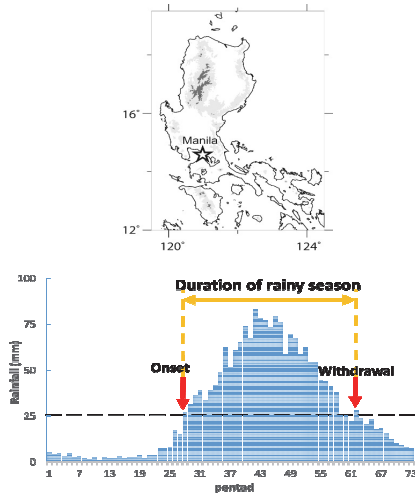 16°
Manila
12°
120°
124°
Duration of rainy season
Onset
Withdrawal
Rainfall (mm)
100
75
50
25
0
1 7 13 19 25 31 37 43 49 55 61 67 73
pentad